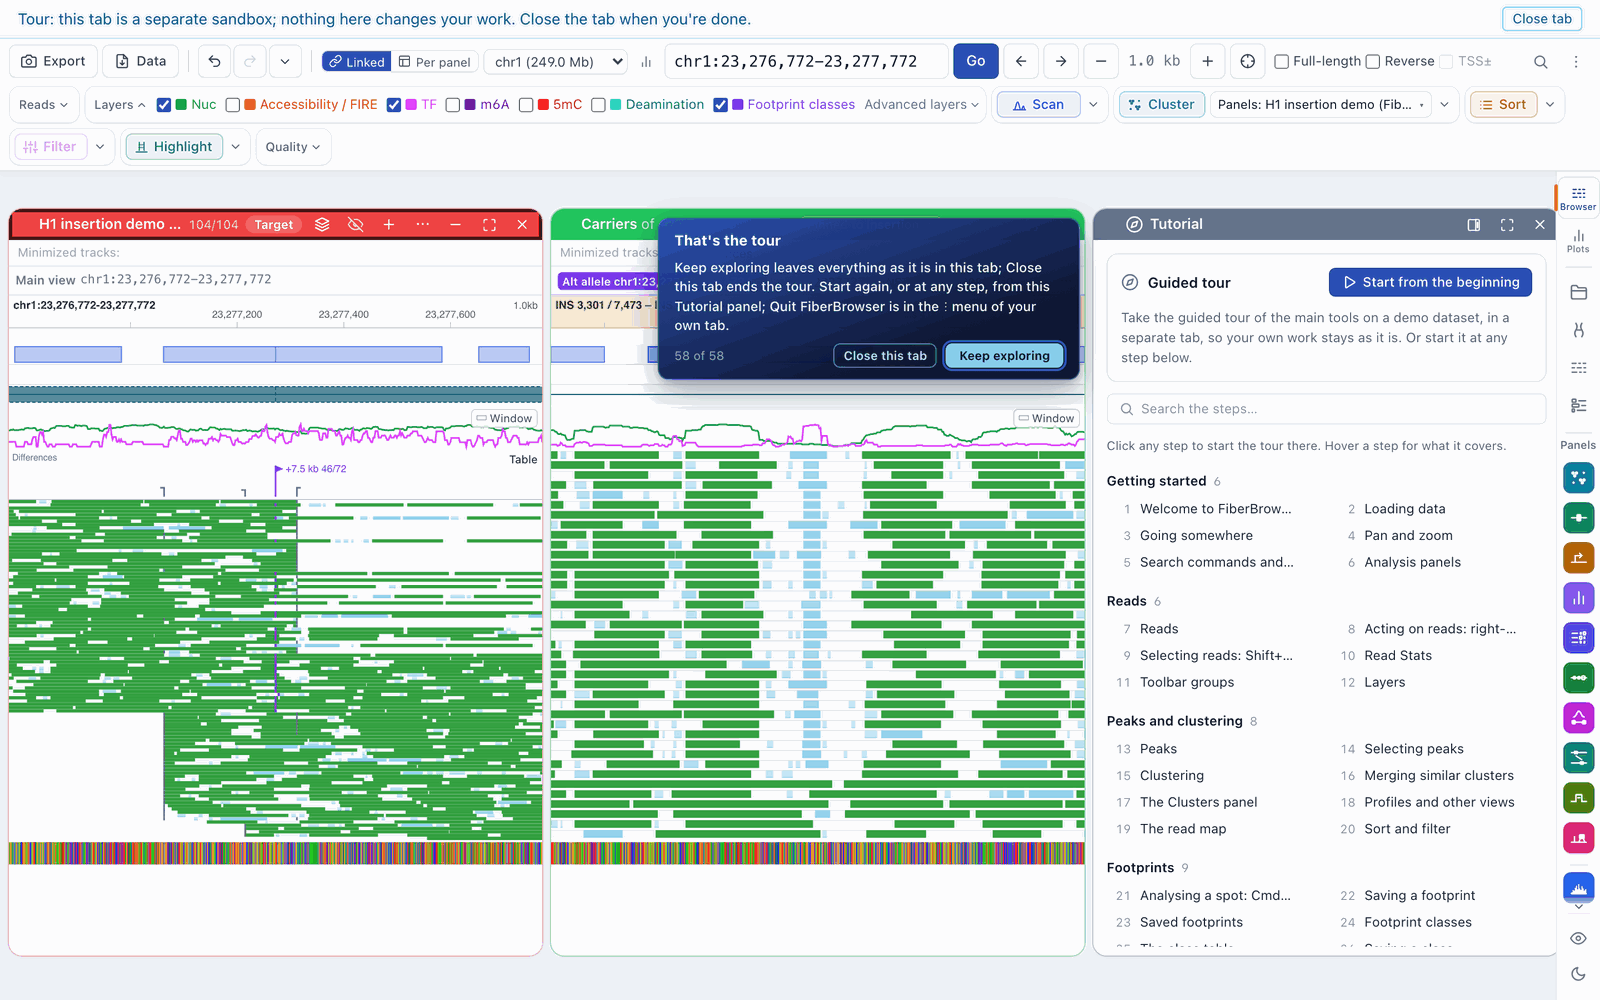 Tour: this tab is a separate sandbox; nothing here changes your work. Close the tab when you're done.
Close tab
Export
Data
Linked
Per panel
chr1 (249.0 Mb)
chr1:23,276,772–23,277,772
Go
1.0 kb
Full-length
Reverse
TSS±
Reads
Layers
Nuc
Accessibility / FIRE
TF
m6A
5mC
Deamination
Footprint classes
Advanced layers
Scan
Cluster
Panels: H1 insertion demo (Fib...
Sort
Filter
Highlight
Quality
H1 insertion demo ...
104/104
Target
Minimized tracks:
Main view chr1:23,276,772–23,277,772
chr1:23,276,772-23,277,772
1.0kb
23,277,200
23,277,400
23,277,600
Window
Differences
Table
+7.5 kb 46/72
Carriers of
Minimized tracks
Alt allele chr1:23,
INS 3,301 / 7,473 –
Window
That's the tour
Keep exploring leaves everything as it is in this tab; Close
this tab ends the tour. Start again, or at any step, from this
Tutorial panel; Quit FiberBrowser is in the ⋮ menu of your
own tab.
58 of 58
Close this tab
Keep exploring
Tutorial
Guided tour
Start from the beginning
Take the guided tour of the main tools on a demo dataset, in a
separate tab, so your own work stays as it is. Or start it at any
step below.
Search the steps...
Click any step to start the tour there. Hover a step for what it covers.
Getting started 6
1 Welcome to FiberBrow...
2 Loading data
3 Going somewhere
4 Pan and zoom
5 Search commands and...
6 Analysis panels
Reads 6
7 Reads
8 Acting on reads: right-...
9 Selecting reads: Shift+...
10 Read Stats
11 Toolbar groups
12 Layers
Peaks and clustering 8
13 Peaks
14 Selecting peaks
15 Clustering
16 Merging similar clusters
17 The Clusters panel
18 Profiles and other views
19 The read map
20 Sort and filter
Footprints 9
21 Analysing a spot: Cmd...
22 Saving a footprint
23 Saved footprints
24 Footprint classes
Browser
Plots
Panels